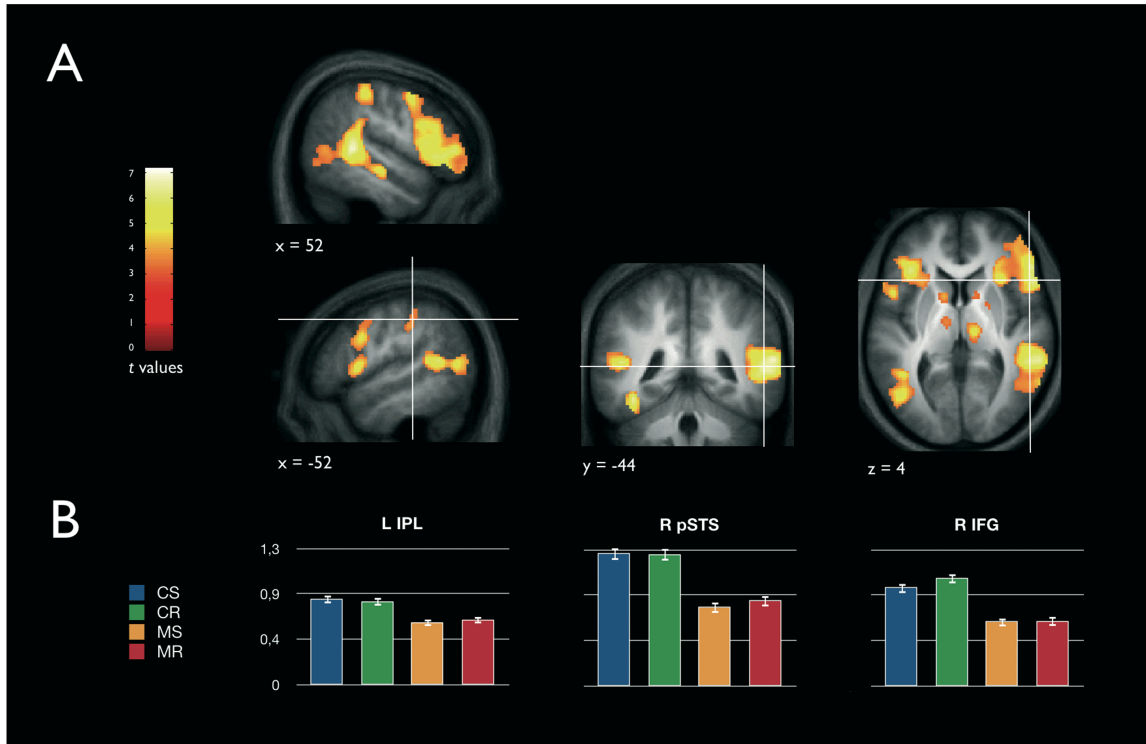 A
7
6
5
4
3
2
1
0
t values
x = 52
x = -52
y = -44
z = 4
B
L IPL
R pSTS
R IFG
1,3
0,9
0,4
0
CS
CR
MS
MR